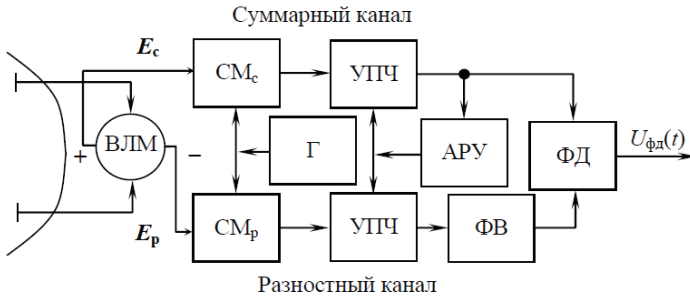 Суммарный канал
Eс
СМс
УПЧ
ВЛМ
+
−
Г
АРУ
ФД
Uфд(t)
Eр
СМр
УПЧ
ФВ
Разностный канал